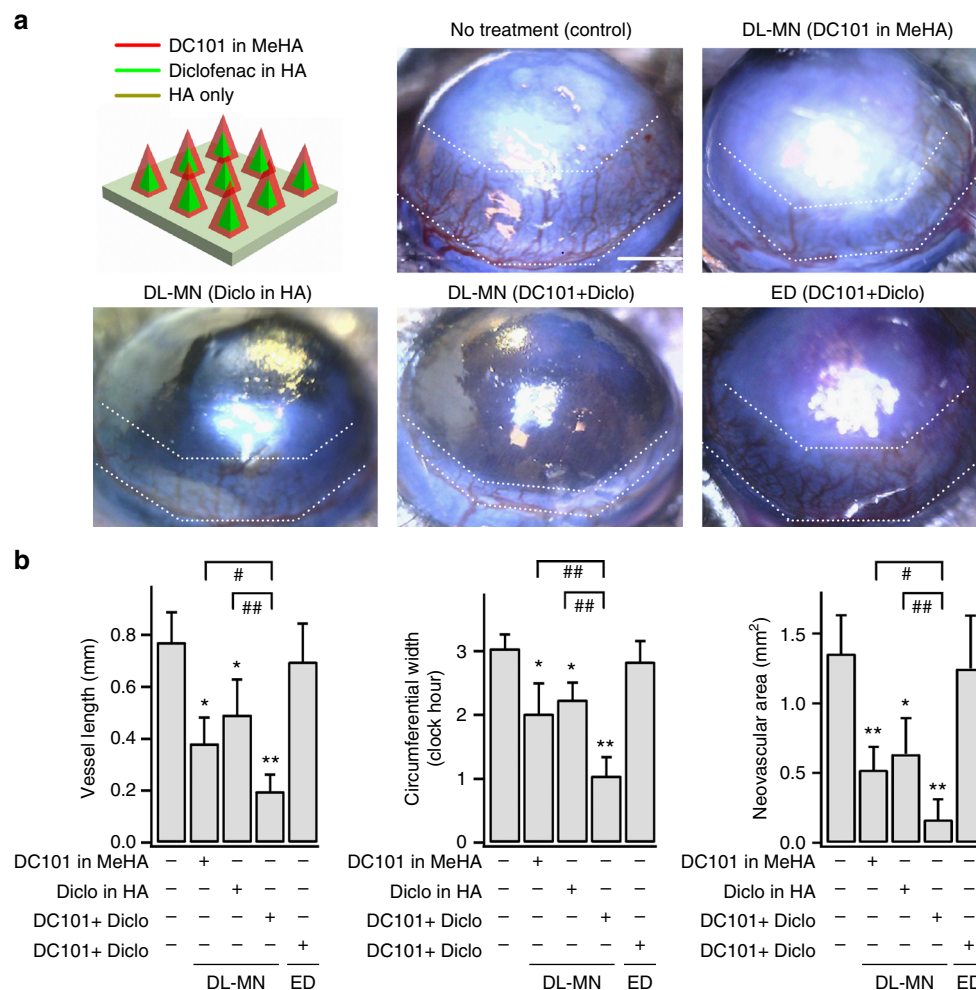 a
DC101 in MeHA
Diclofenac in HA
HA only
No treatment (control)
DL-MN (DC101 in MeHA)
DL-MN (Diclo in HA)
DL-MN (DC101+Diclo)
ED (DC101+Diclo)
b
Vessel length (mm)
0.8
0.6
0.4
0.2
0.0
#
##
*
*
**
DC101 in MeHA – + – – –
Diclo in HA – – + – –
DC101+ Diclo – – – + –
DC101+ Diclo – – – – +
DL-MN ED
Circumferential width
(clock hour)
3
2
1
0
##
##
*
*
**
DC101 in MeHA – + – – –
Diclo in HA – – + – –
DC101+ Diclo – – – + –
DC101+ Diclo – – – – +
DL-MN ED
Neovascular area (mm²)
1.5
1.0
0.5
0.0
#
##
**
*
**
DC101 in MeHA – + – – –
Diclo in HA – – + – –
DC101+ Diclo – – – + –
DC101+ Diclo – – – – +
DL-MN ED